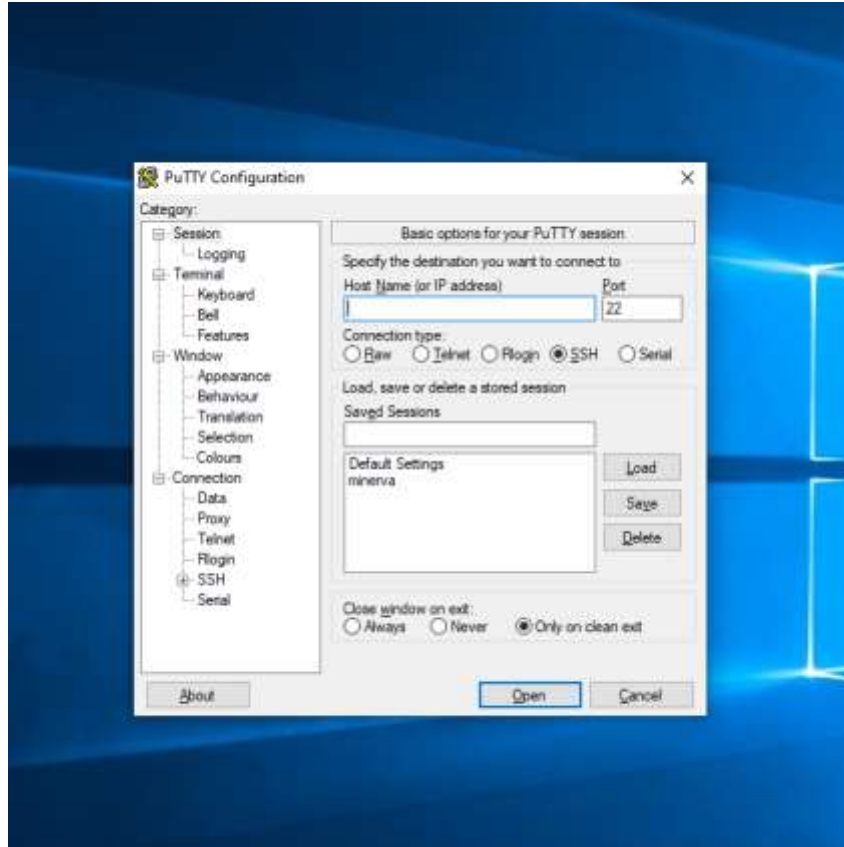 PuTTY Configuration
Category:
Session
Logging
Terminal
Keyboard
Bell
Features
Window
Appearance
Behaviour
Translation
Selection
Colours
Connection
Data
Proxy
Telnet
Rlogin
SSH
Serial
Basic options for your PuTTY session
Specify the destination you want to connect to
Host Name (or IP address) Port
22
Connection type:
Raw Telnet Rlogin SSH Serial
Load, save or delete a stored session
Saved Sessions
Default Settings
minerva
Load
Save
Delete
Close window on exit:
Always Never Only on clean exit
About Open Cancel